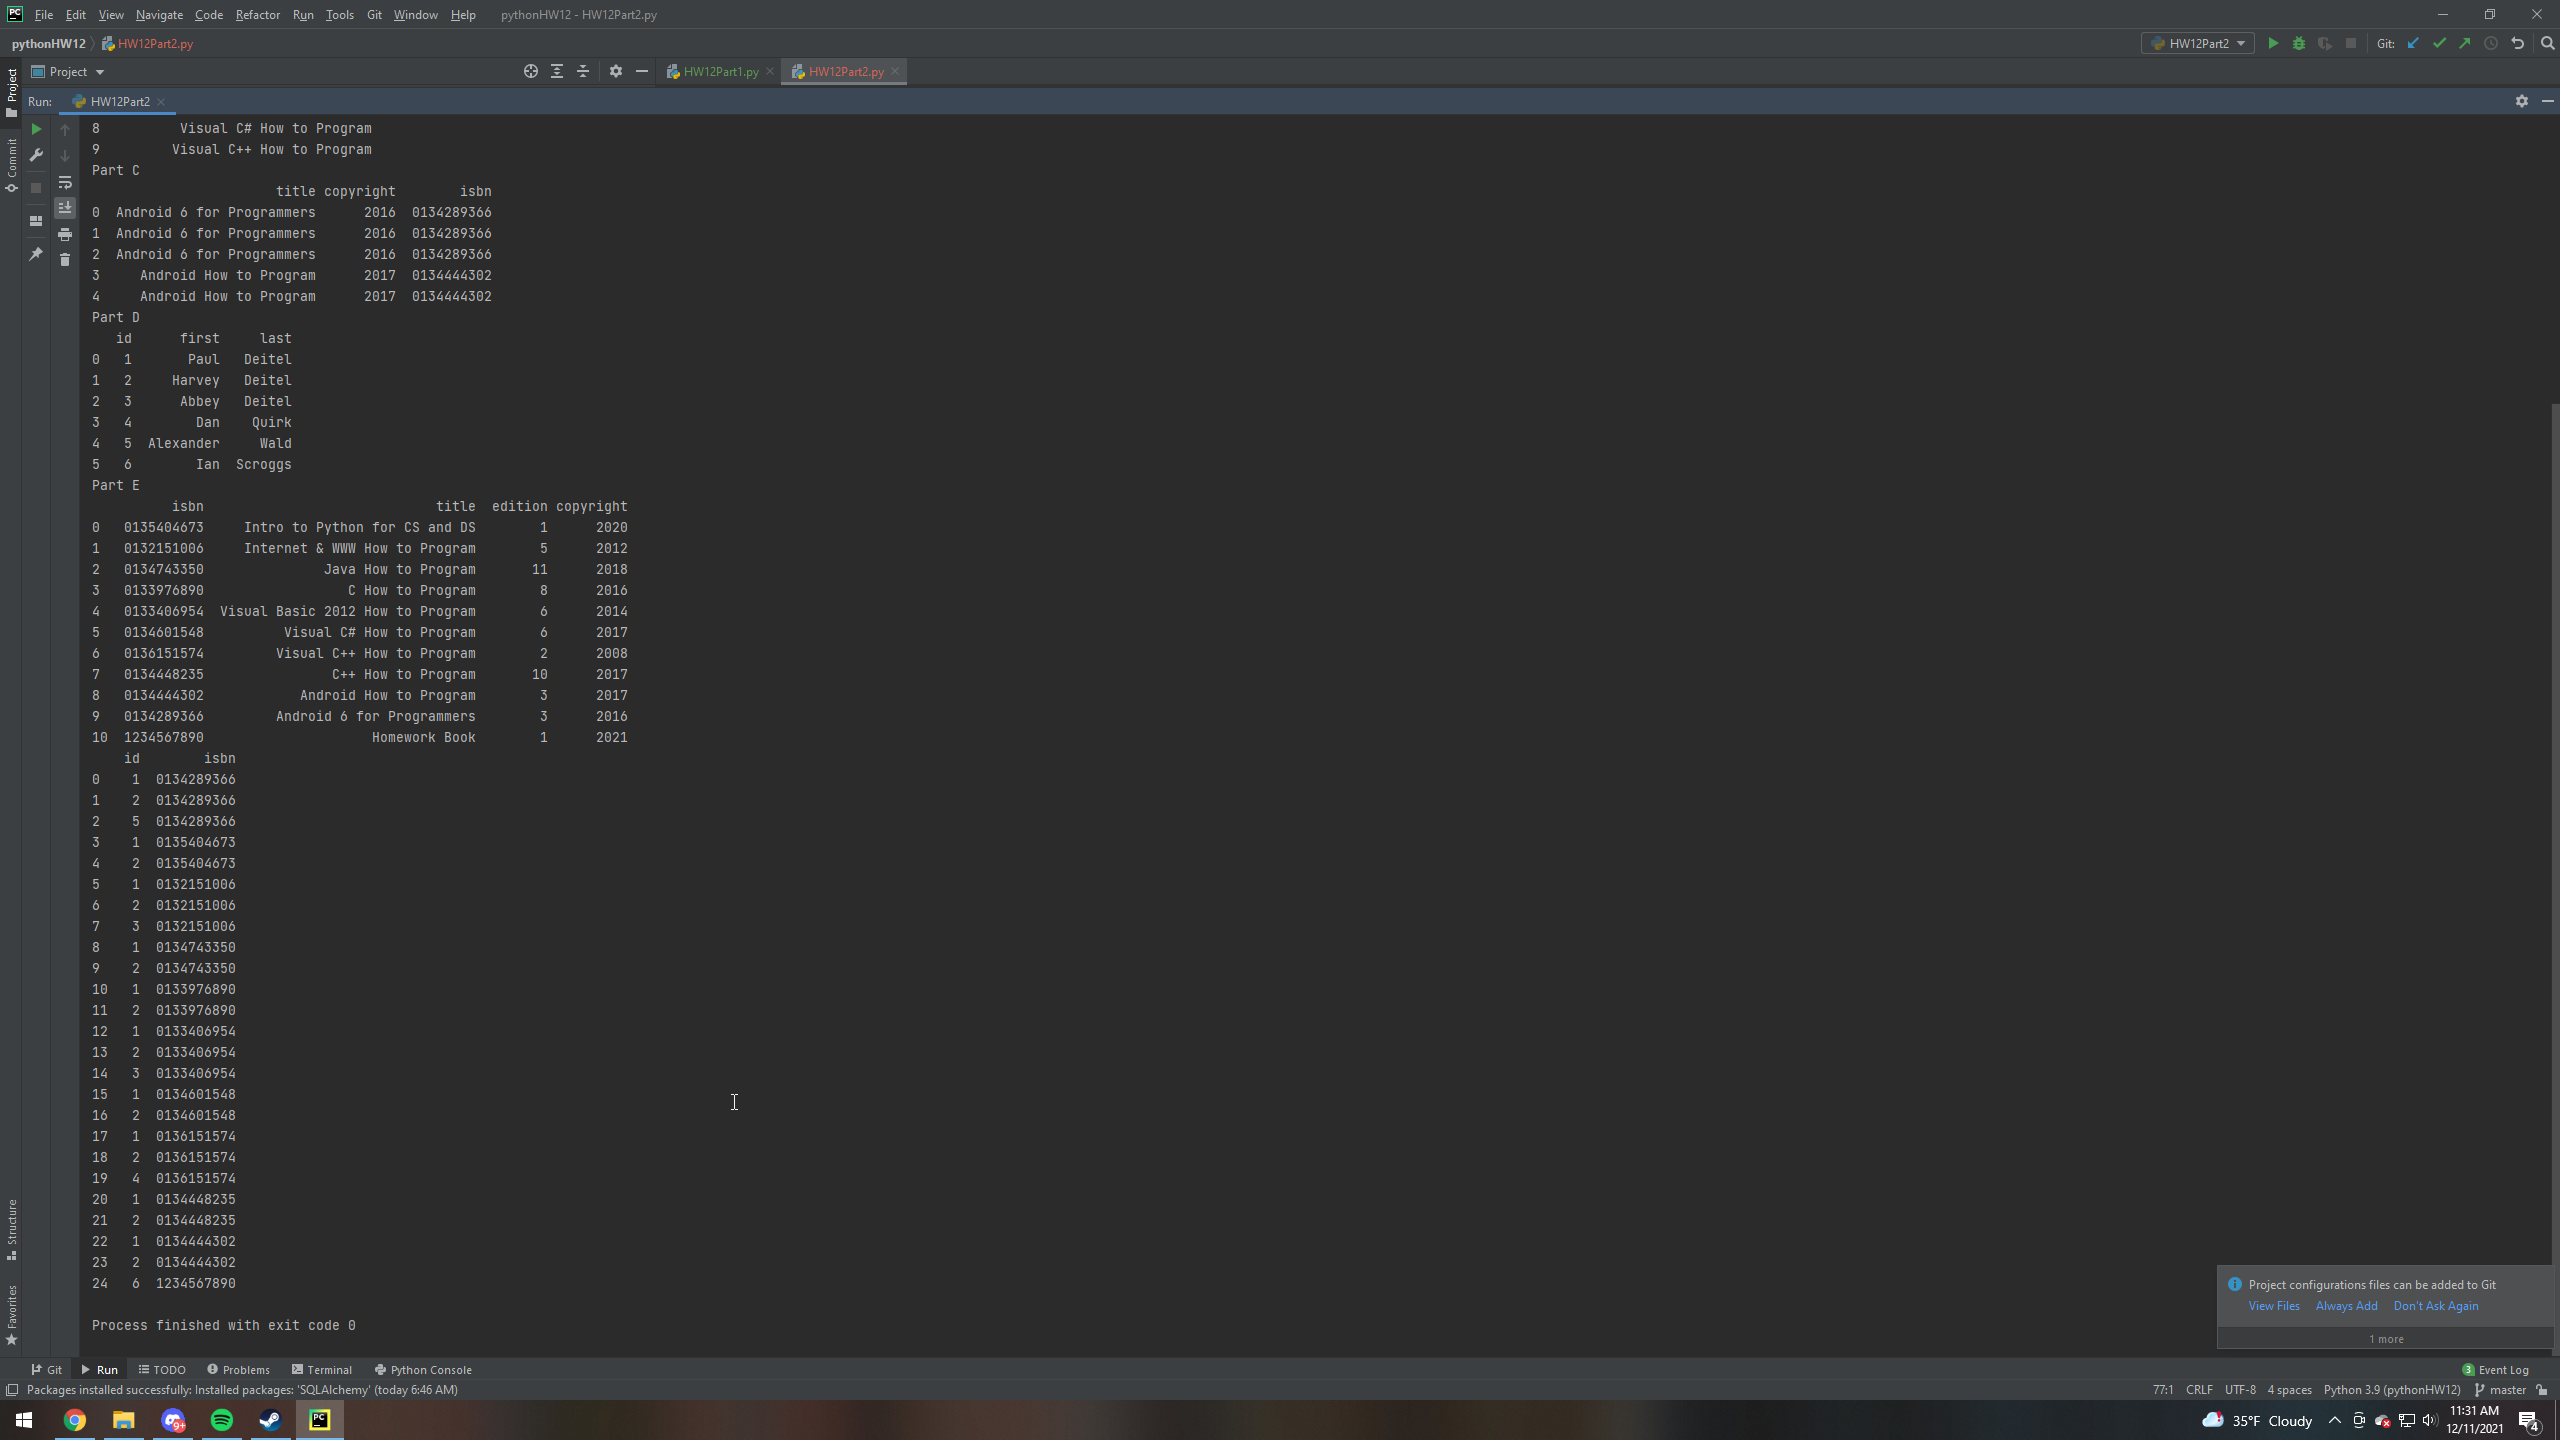 PC File Edit View Navigate Code Refactor Run Tools Git Window Help pythonHW12 - HW12Part2.py
pythonHW12 HW12Part2.py HW12Part2 Git:
Project HW12Part1.py HW12Part2.py
Run: HW12Part2
Project
Commit
Structure
Favorites
8 Visual C# How to Program
9 Visual C++ How to Program
Part C
title copyright isbn
0 Android 6 for Programmers 2016 0134289366
1 Android 6 for Programmers 2016 0134289366
2 Android 6 for Programmers 2016 0134289366
3 Android How to Program 2017 0134444302
4 Android How to Program 2017 0134444302
Part D
id first last
0 1 Paul Deitel
1 2 Harvey Deitel
2 3 Abbey Deitel
3 4 Dan Quirk
4 5 Alexander Wald
5 6 Ian Scroggs
Part E
isbn title edition copyright
0 0135404673 Intro to Python for CS and DS 1 2020
1 0132151006 Internet & WWW How to Program 5 2012
2 0134743350 Java How to Program 11 2018
3 0133976890 C How to Program 8 2016
4 0133406954 Visual Basic 2012 How to Program 6 2014
5 0134601548 Visual C# How to Program 6 2017
6 0136151574 Visual C++ How to Program 2 2008
7 0134448235 C++ How to Program 10 2017
8 0134444302 Android How to Program 3 2017
9 0134289366 Android 6 for Programmers 3 2016
10 1234567890 Homework Book 1 2021
id isbn
0 1 0134289366
1 2 0134289366
2 5 0134289366
3 1 0135404673
4 2 0135404673
5 1 0132151006
6 2 0132151006
7 3 0132151006
8 1 0134743350
9 2 0134743350
10 1 0133976890
11 2 0133976890
12 1 0133406954
13 2 0133406954
14 3 0133406954
15 1 0134601548
16 2 0134601548
17 1 0136151574
18 2 0136151574
19 4 0136151574
20 1 0134448235
21 2 0134448235
22 1 0134444302
23 2 0134444302
24 6 1234567890
Process finished with exit code 0
Project configurations files can be added to Git
View Files Always Add Don't Ask Again
1 more
Git Run TODO Problems Terminal Python Console 3 Event Log
Packages installed successfully: Installed packages: 'SQLAlchemy' (today 6:46 AM) 77:1 CRLF UTF-8 4 spaces Python 3.9 (pythonHW12) master
9+ PC 35°F Cloudy 11:31 AM
12/11/2021 4